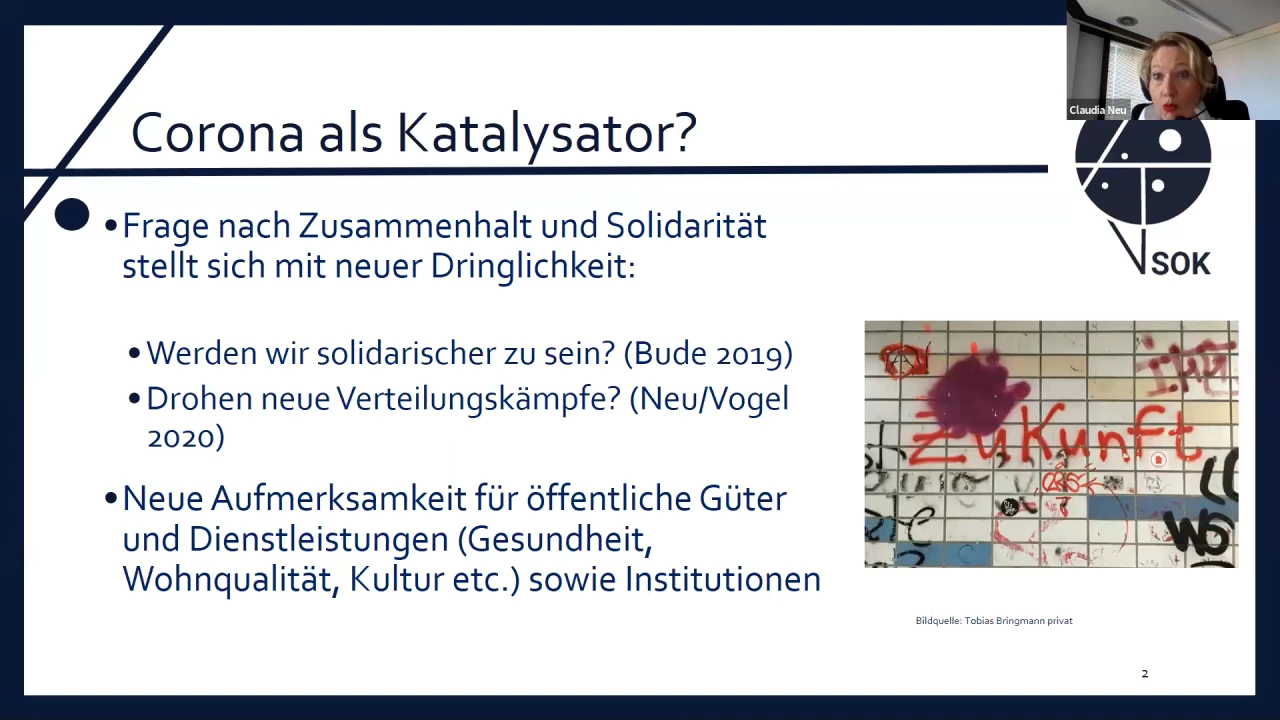 Claudia Neu
Corona als Katalysator?
SOK
•Frage nach Zusammenhalt und Solidarität
stellt sich mit neuer Dringlichkeit:
•Werden wir solidarischer zu sein? (Bude 2019)
•Drohen neue Verteilungskämpfe? (Neu/Vogel
2020)
•Neue Aufmerksamkeit für öffentliche Güter
und Dienstleistungen (Gesundheit,
Wohnqualität, Kultur etc.) sowie Institutionen
Zukunft
Bildquelle: Tobias Bringmann privat
2